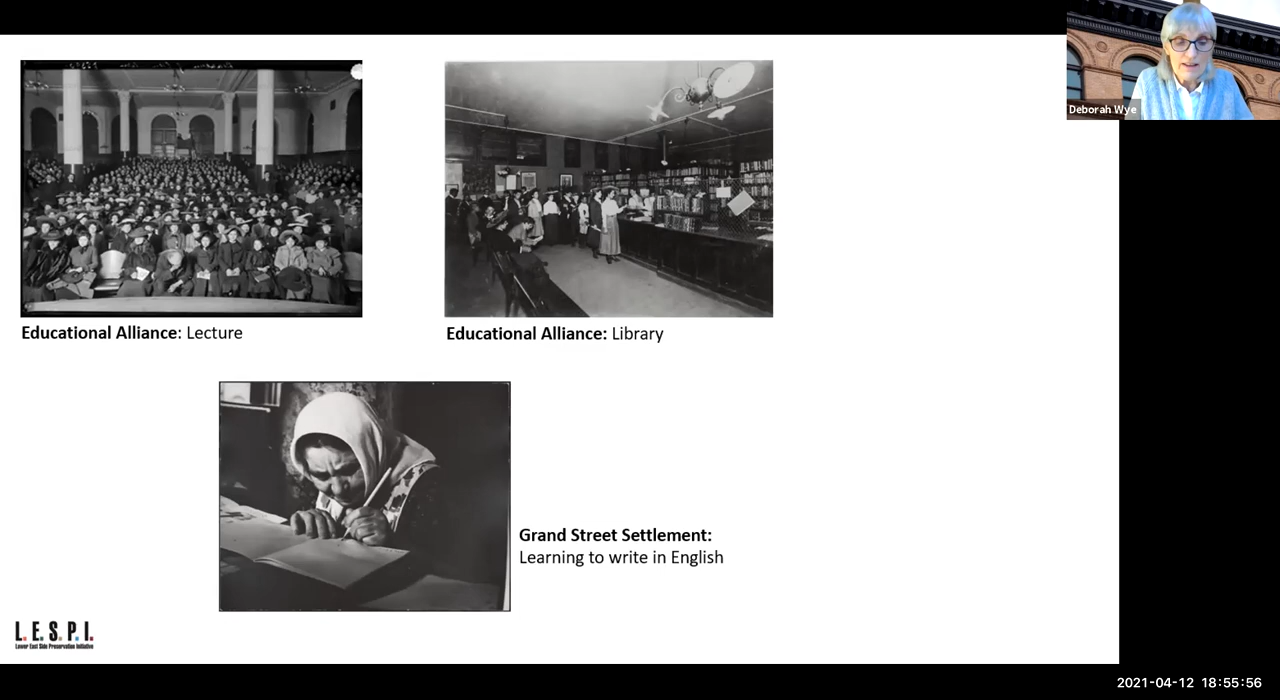 Deborah Wye
Educational Alliance: Lecture
Educational Alliance: Library
Grand Street Settlement:
Learning to write in English
L.E.S.P.I.
Lower East Side Preservation Initiative
2021-04-12 18:55:56